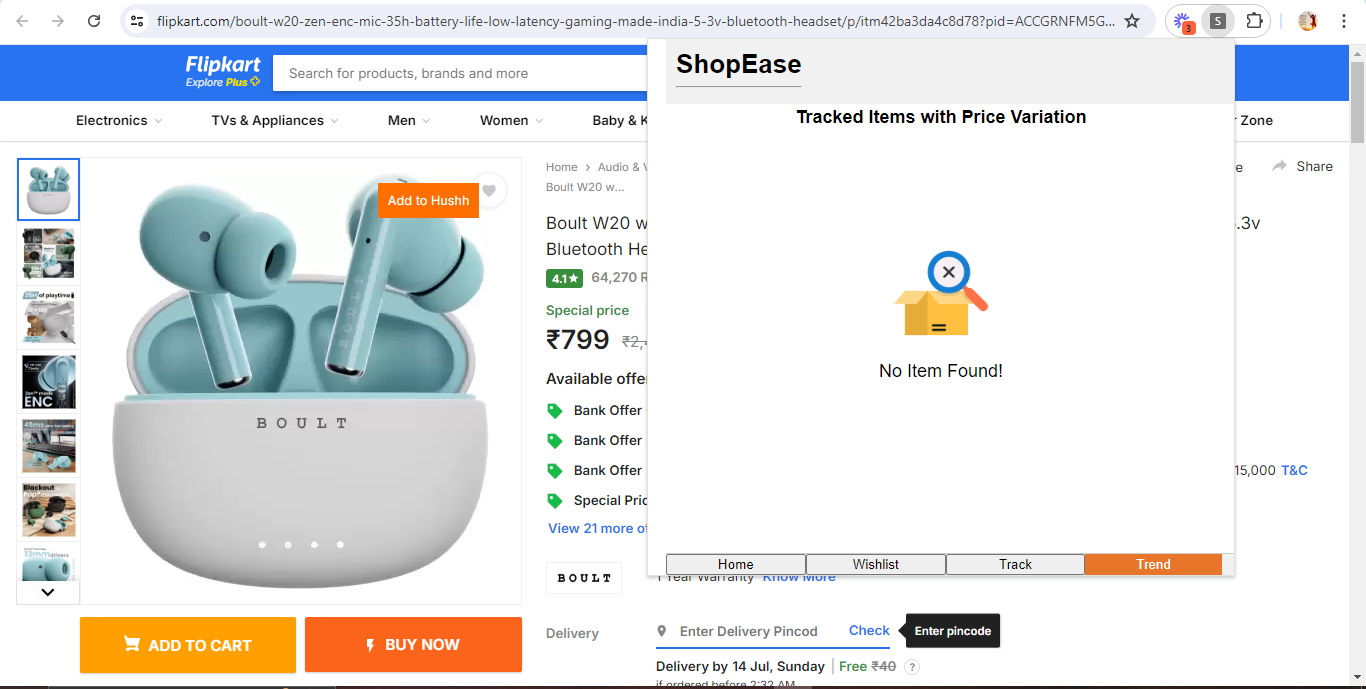 flipkart.com/boult-w20-zen-enc-mic-35h-battery-life-low-latency-gaming-made-india-5-3v-bluetooth-headset/p/itm42ba3da4c8d78?pid=ACCGRNFM5G...
3
S
Flipkart
Explore Plus
Search for products, brands and more
ShopEase
Electronics
TVs & Appliances
Men
Women
Baby & K
Zone
Tracked Items with Price Variation
Home
Audio & V
Share
Boult W20 w...
Add to Hushh
Boult W20 w
.3v
Bluetooth He
4.1★
64,270 R
Special price
₹799
₹2,
Available offe
Bank Offer
Bank Offer
Bank Offer
15,000 T&C
Special Pric
View 21 more of
No Item Found!
BOULT
BOULT
ENC
13mm
BOULT
Home
Wishlist
Track
Trend
1 Year Warranty Know More
ADD TO CART
BUY NOW
Delivery
Enter Delivery Pincod
Check
Enter pincode
Delivery by 14 Jul, Sunday | Free ₹40 ?
if ordered before 2:32 AM